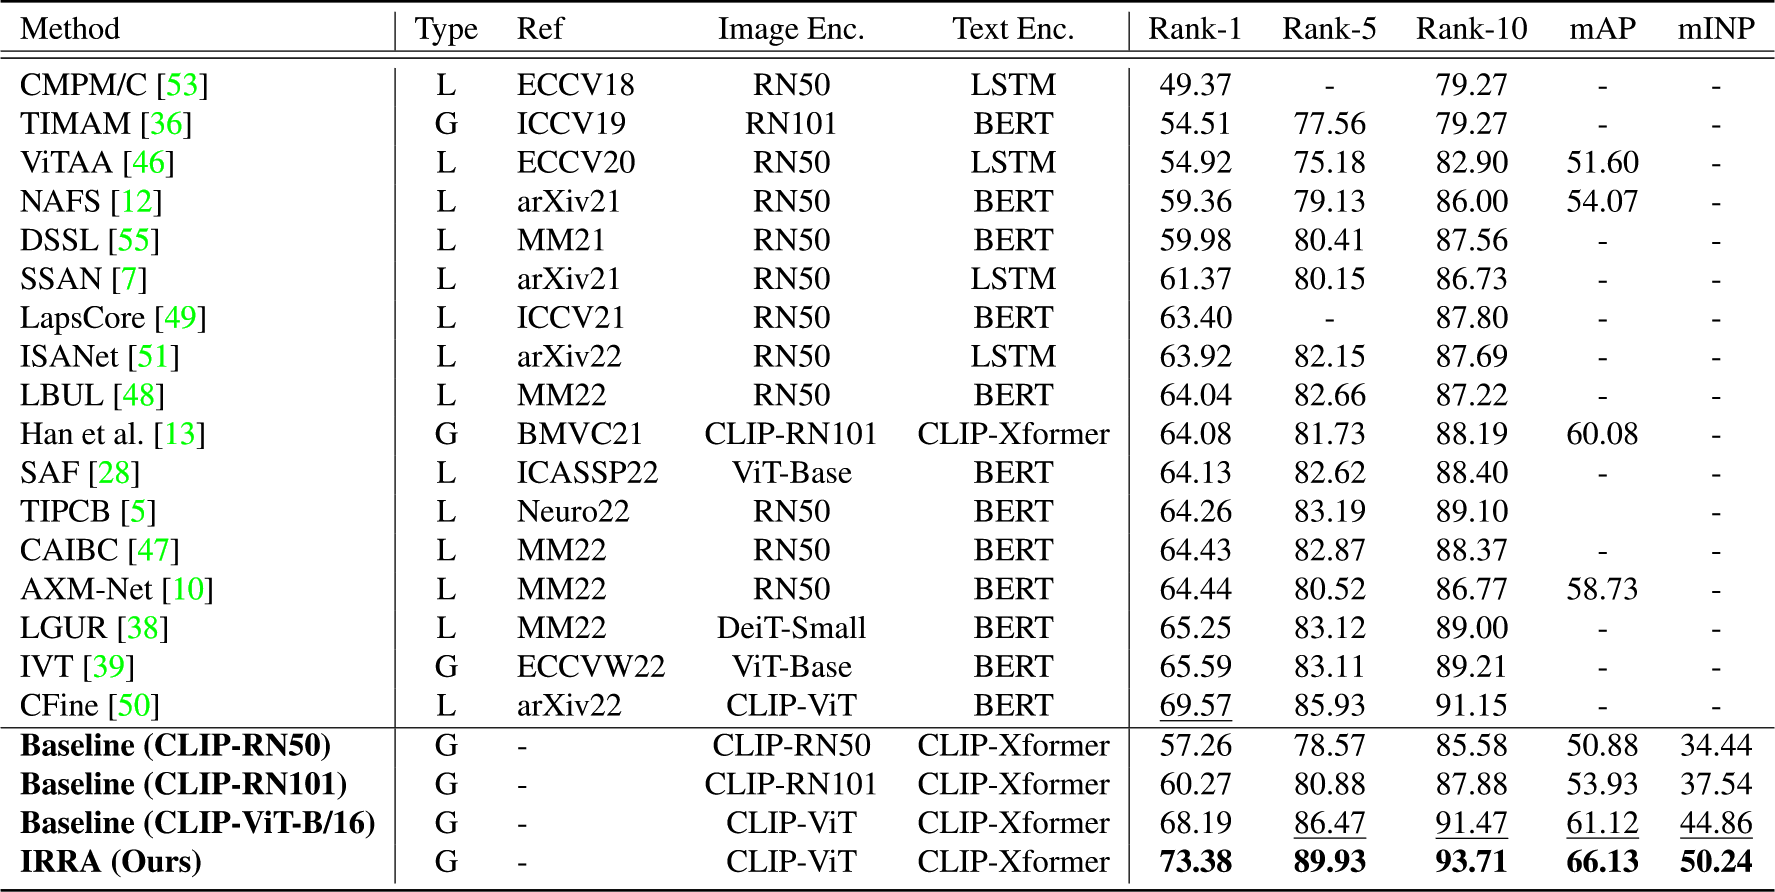 Method Type Ref Image Enc. Text Enc. Rank-1 Rank-5 Rank-10 mAP mINP
CMPM/C [53] L ECCV18 RN50 LSTM 49.37 - 79.27 - -
TIMAM [36] G ICCV19 RN101 BERT 54.51 77.56 79.27 - -
ViTAA [46] L ECCV20 RN50 LSTM 54.92 75.18 82.90 51.60 -
NAFS [12] L arXiv21 RN50 BERT 59.36 79.13 86.00 54.07 -
DSSL [55] L MM21 RN50 BERT 59.98 80.41 87.56 - -
SSAN [7] L arXiv21 RN50 LSTM 61.37 80.15 86.73 - -
LapsCore [49] L ICCV21 RN50 BERT 63.40 - 87.80 - -
ISANet [51] L arXiv22 RN50 LSTM 63.92 82.15 87.69 - -
LBUL [48] L MM22 RN50 BERT 64.04 82.66 87.22 - -
Han et al. [13] G BMVC21 CLIP-RN101 CLIP-Xformer 64.08 81.73 88.19 60.08 -
SAF [28] L ICASSP22 ViT-Base BERT 64.13 82.62 88.40 - -
TIPCB [5] L Neuro22 RN50 BERT 64.26 83.19 89.10 -
CAIBC [47] L MM22 RN50 BERT 64.43 82.87 88.37 - -
AXM-Net [10] L MM22 RN50 BERT 64.44 80.52 86.77 58.73 -
LGUR [38] L MM22 DeiT-Small BERT 65.25 83.12 89.00 - -
IVT [39] G ECCVW22 ViT-Base BERT 65.59 83.11 89.21 - -
CFine [50] L arXiv22 CLIP-ViT BERT 69.57 85.93 91.15 - -
Baseline (CLIP-RN50) G - CLIP-RN50 CLIP-Xformer 57.26 78.57 85.58 50.88 34.44
Baseline (CLIP-RN101) G - CLIP-RN101 CLIP-Xformer 60.27 80.88 87.88 53.93 37.54
Baseline (CLIP-ViT-B/16) G - CLIP-ViT CLIP-Xformer 68.19 86.47 91.47 61.12 44.86
IRRA (Ours) G - CLIP-ViT CLIP-Xformer 73.38 89.93 93.71 66.13 50.24